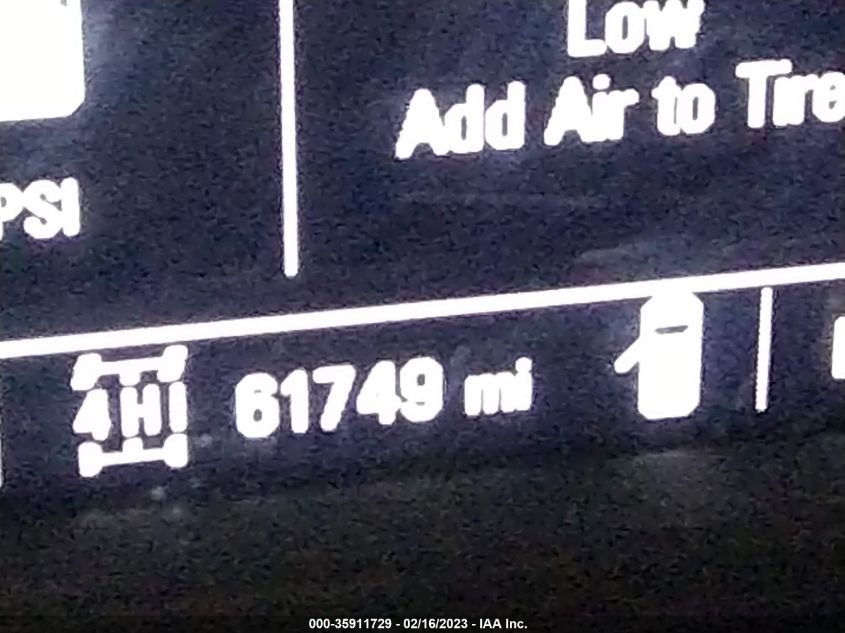 Low
Add Air to Tire
PSI
4HI
61749 mi
000-35911729 - 02/16/2023 - IAA Inc.